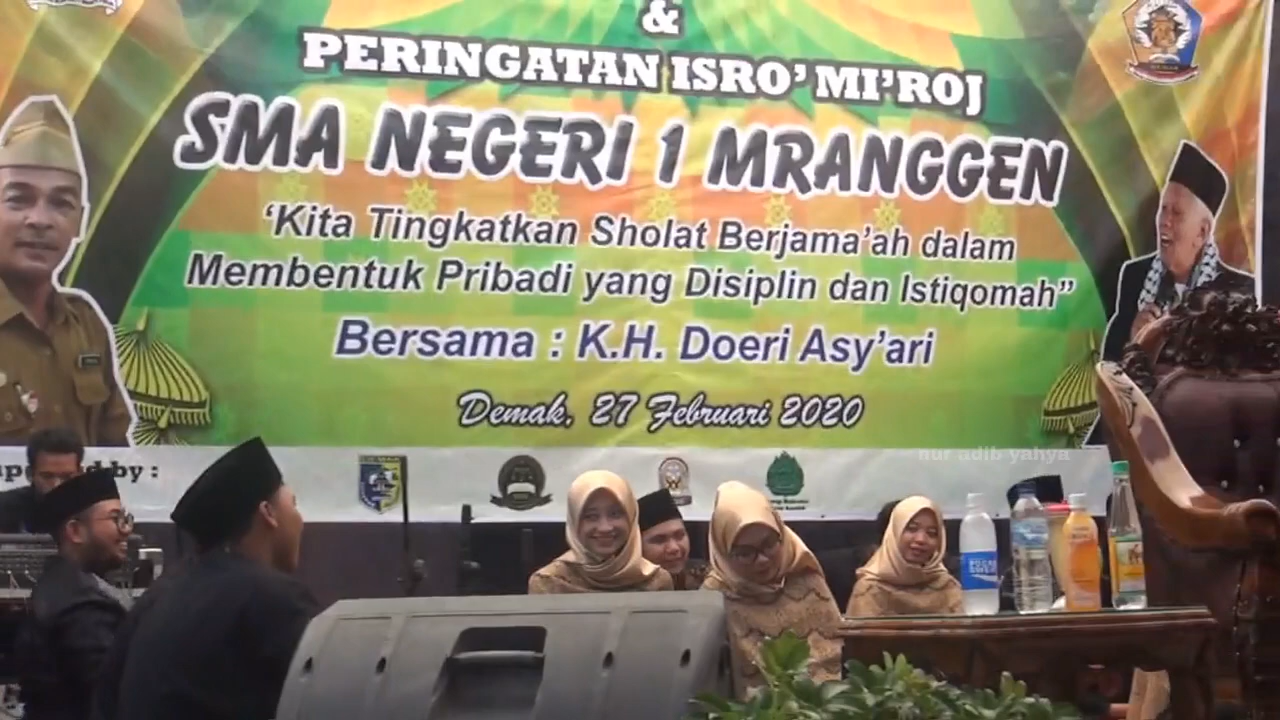 &
PERINGATAN ISRO' MI'ROJ
SMA NEGERI 1 MRANGGEN
'Kita Tingkatkan Sholat Berjama'ah dalam
Membentuk Pribadi yang Disiplin dan Istiqomah"
Bersama : K.H. Doeri Asy'ari
Demak, 27 Februari 2020
by :
nur adib yahya